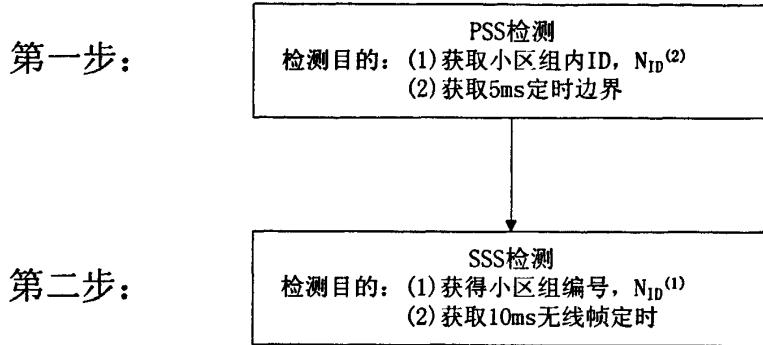 第一步：
PSS检测
检测目的：(1)获取小区组内ID，N_ID^(2)
(2)获取5ms定时边界
第二步：
SSS检测
检测目的：(1)获得小区组编号，N_ID^(1)
(2)获取10ms无线帧定时